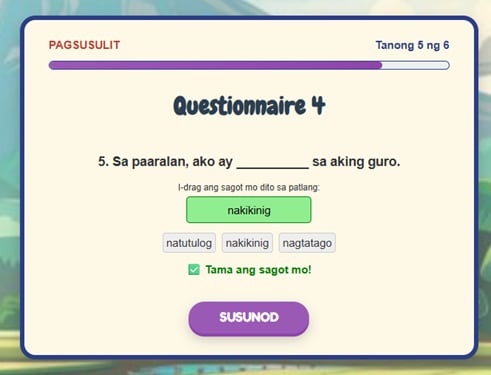 PAGSUSULIT Tanong 5 ng 6
Questionnaire 4
5. Sa paaralan, ako ay __________ sa aking guro.
I-drag ang sagot mo dito sa patlang:
nakikinig
natutulog nakikinig nagtatago
✅ Tama ang sagot mo!
SUSUNOD